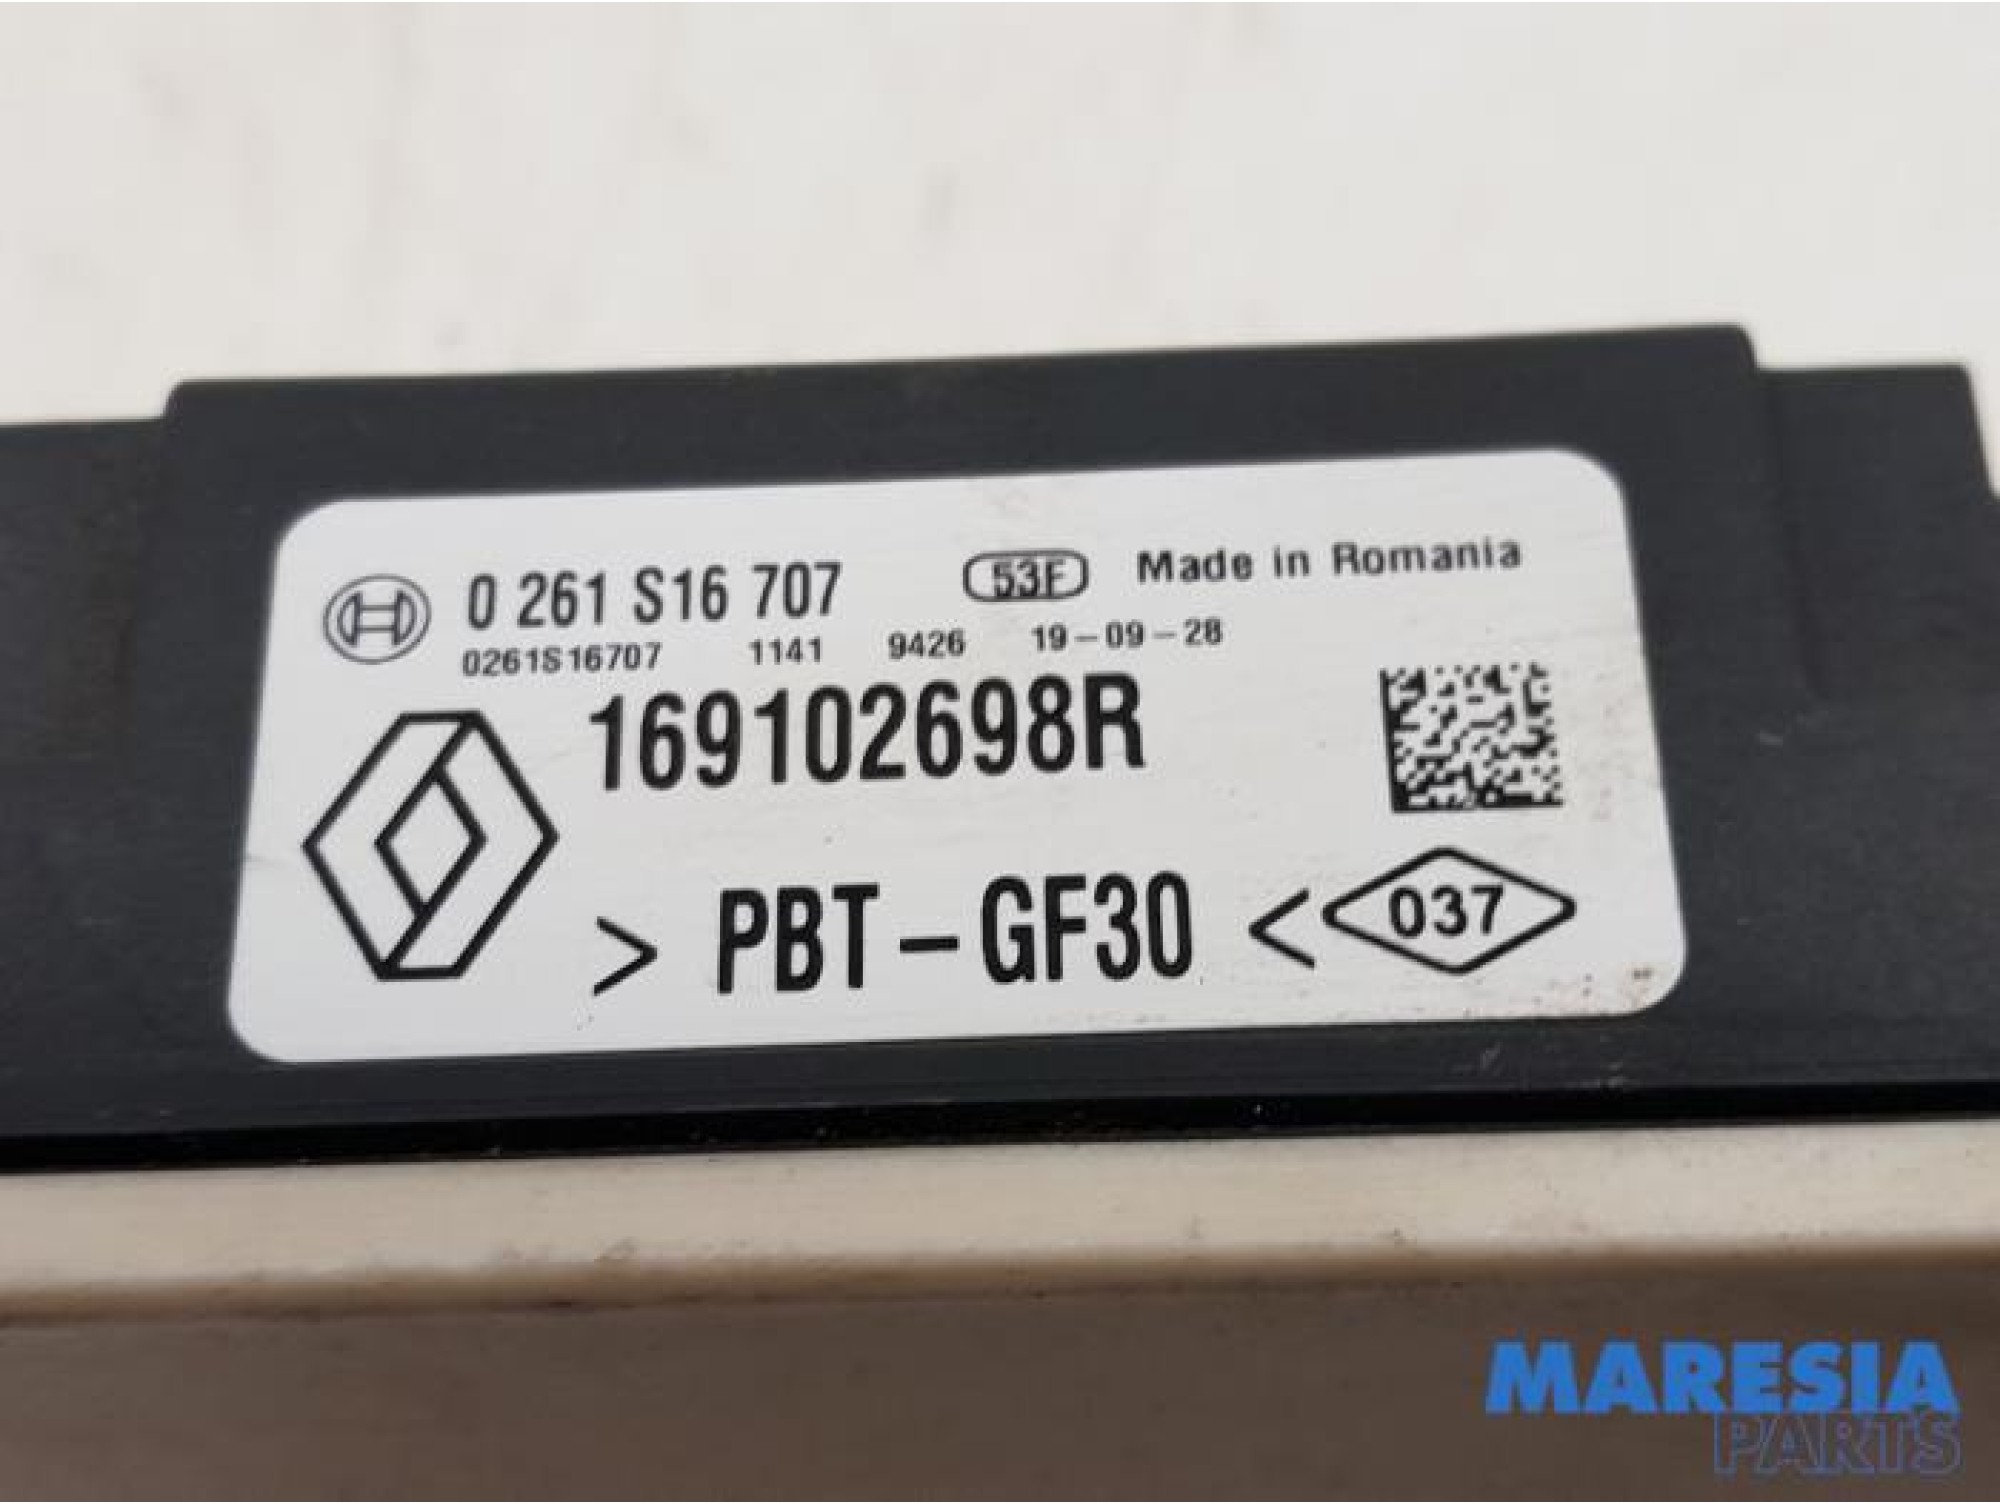 0 261 S16 707 53F Made in Romania
0261S16707 1141 9426 19-09-28
169102698R
> PBT-GF30 < 037
MARESIA
PARTS